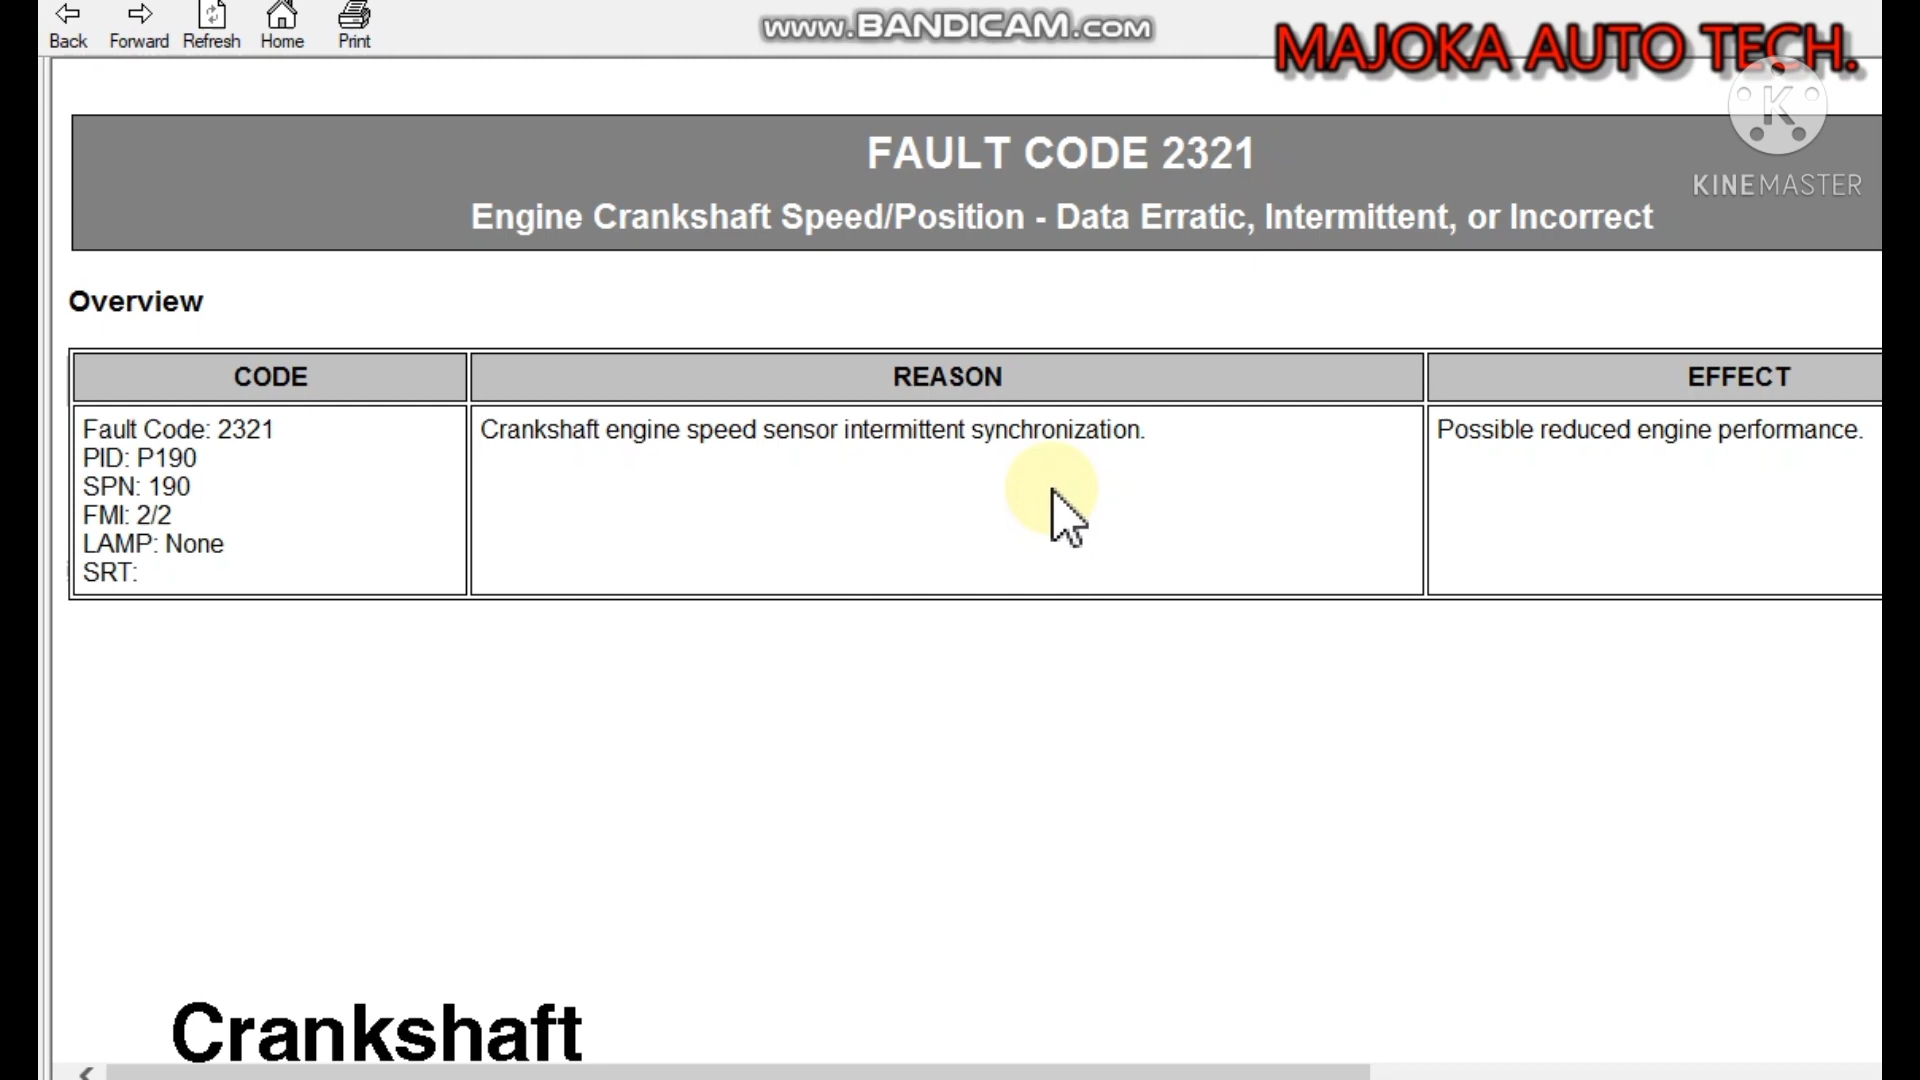 Back Forward Refresh Home Print
www.BANDICAM.com
MAJOKA AUTO TECH.
K
KINEMASTER
FAULT CODE 2321
Engine Crankshaft Speed/Position - Data Erratic, Intermittent, or Incorrect
Overview
CODE REASON EFFECT
Fault Code: 2321
PID: P190
SPN: 190
FMI: 2/2
LAMP: None
SRT:
Crankshaft engine speed sensor intermittent synchronization.
Possible reduced engine performance.
Crankshaft